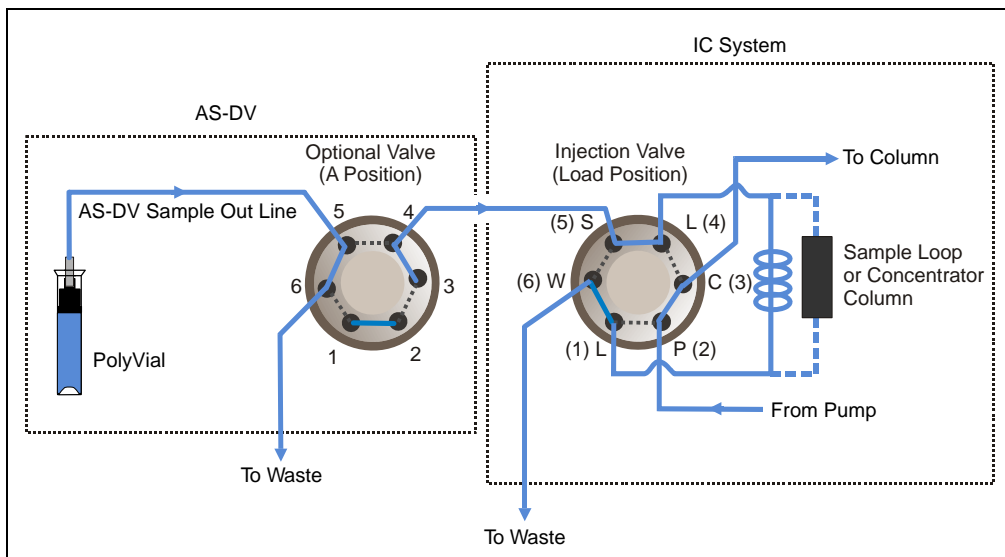 IC System
AS-DV
Optional Valve
(A Position)
Injection Valve
(Load Position)
To Column
AS-DV Sample Out Line
5
4
(5) S
L (4)
6
3
(6) W
C (3)
Sample Loop
or Concentrator
Column
1
2
(1) L
P (2)
PolyVial
From Pump
To Waste
To Waste